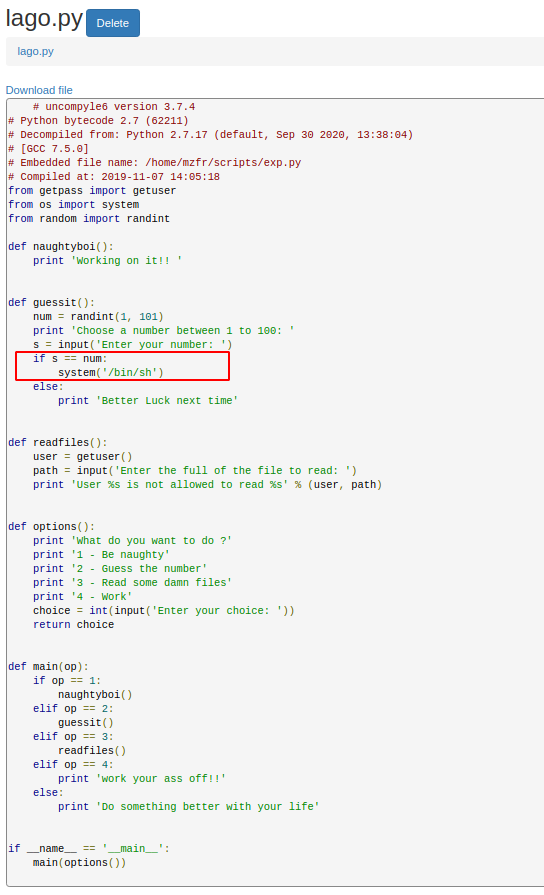 lago.py Delete
lago.py
Download file
# uncompyle6 version 3.7.4
# Python bytecode 2.7 (62211)
# Decompiled from: Python 2.7.17 (default, Sep 30 2020, 13:38:04)
# [GCC 7.5.0]
# Embedded file name: /home/mzfr/scripts/exp.py
# Compiled at: 2019-11-07 14:05:18
from getpass import getuser
from os import system
from random import randint
def naughtyboi():
    print 'Working on it!! '
def guessit():
    num = randint(1, 101)
    print 'Choose a number between 1 to 100: '
    s = input('Enter your number: ')
    if s == num:
        system('/bin/sh')
    else:
        print 'Better Luck next time'
def readfiles():
    user = getuser()
    path = input('Enter the full of the file to read: ')
    print 'User %s is not allowed to read %s' % (user, path)
def options():
    print 'What do you want to do ?'
    print '1 - Be naughty'
    print '2 - Guess the number'
    print '3 - Read some damn files'
    print '4 - Work'
    choice = int(input('Enter your choice: '))
    return choice
def main(op):
    if op == 1:
        naughtyboi()
    elif op == 2:
        guessit()
    elif op == 3:
        readfiles()
    elif op == 4:
        print 'work your ass off!!'
    else:
        print 'Do something better with your life'
if __name__ == '__main__':
    main(options())